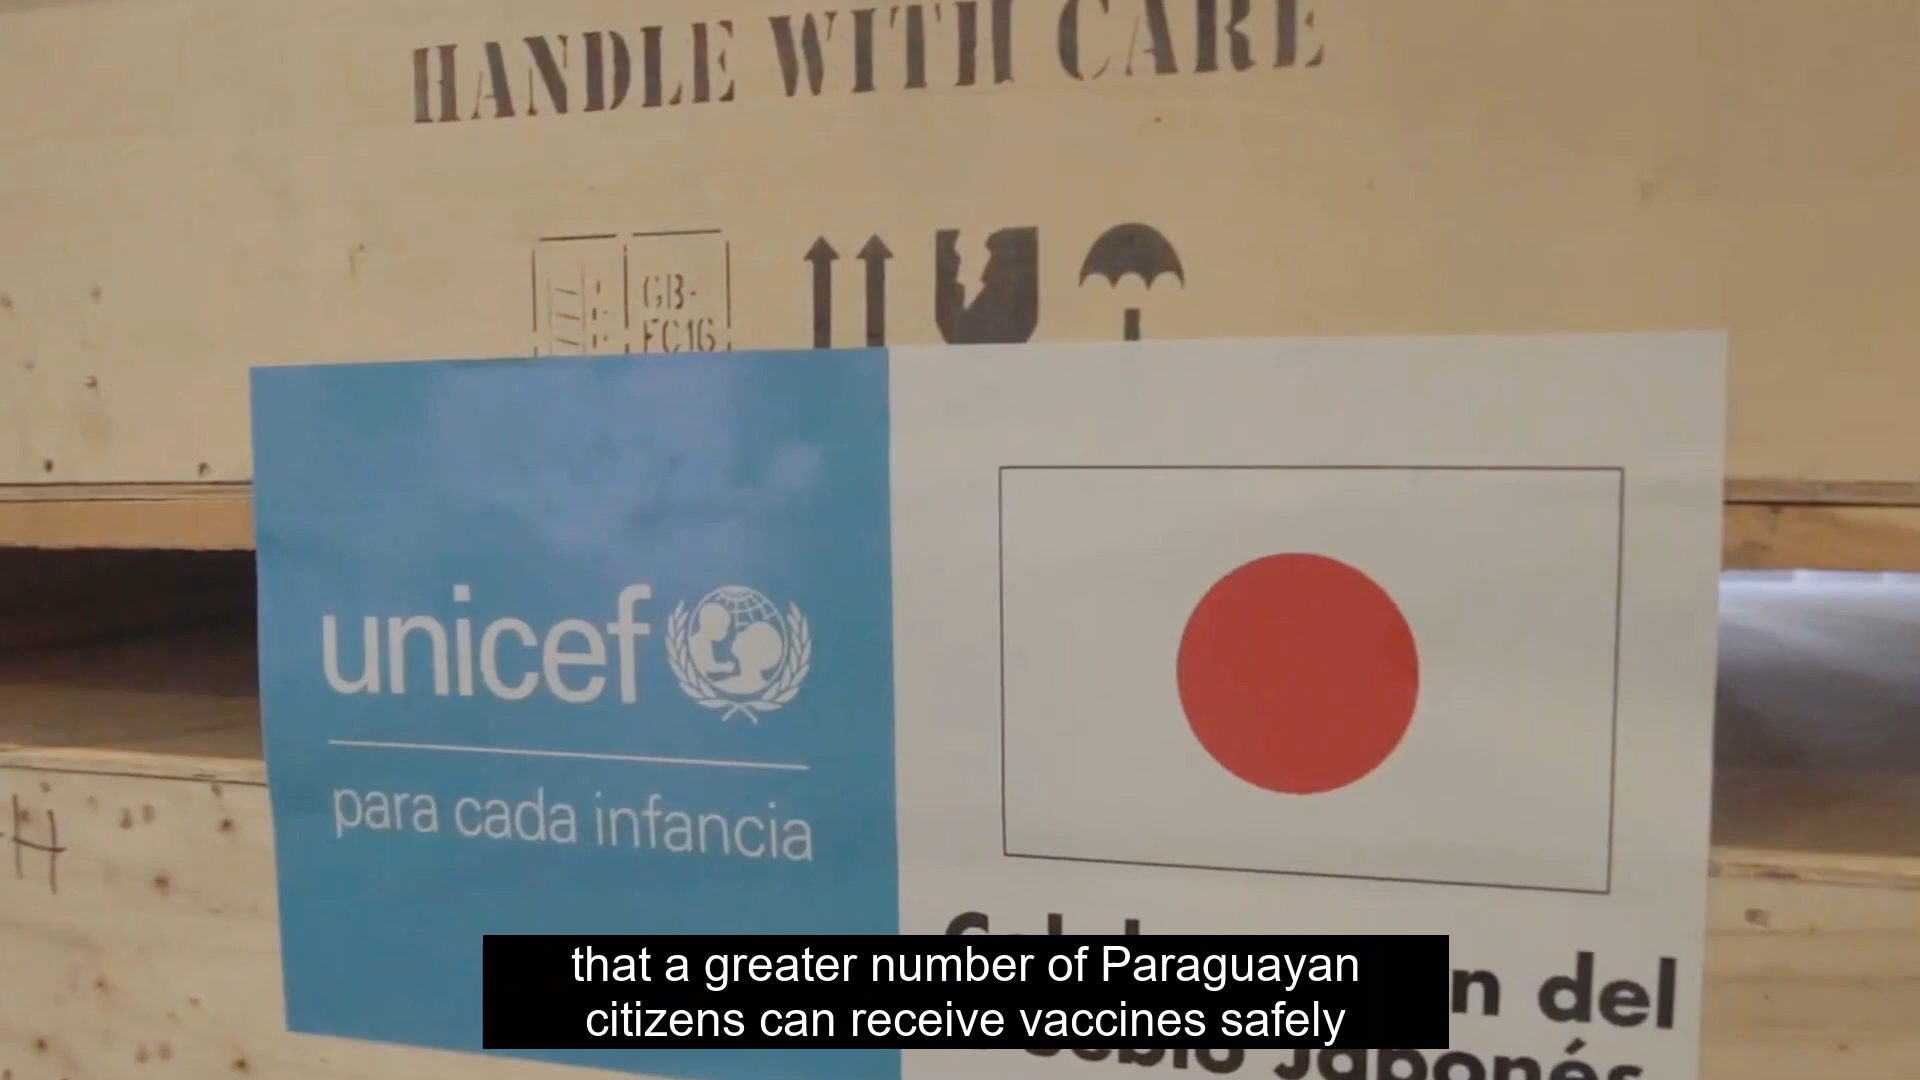 HANDLE WITH CARE
GB-
FC16
unicef
para cada infancia
n del
Japonés
that a greater number of Paraguayan
citizens can receive vaccines safely